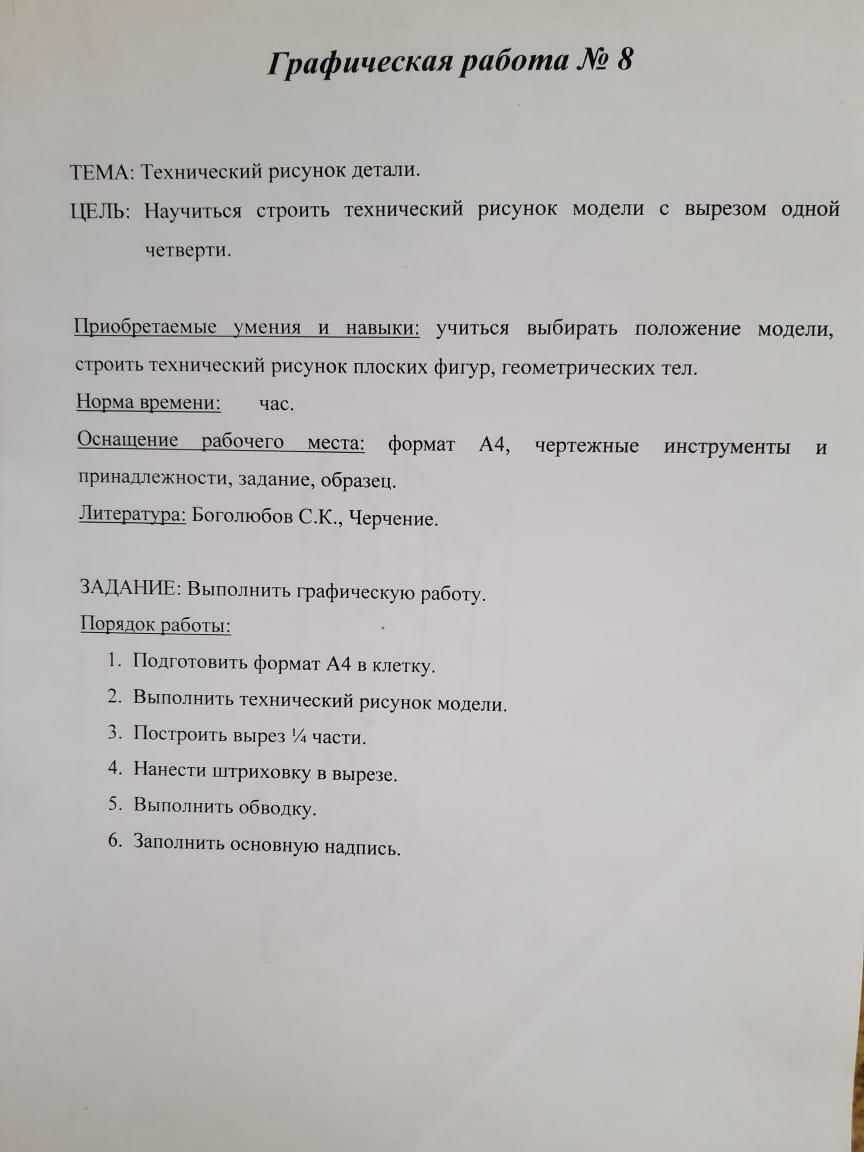 Графическая работа № 8
ТЕМА: Технический рисунок детали.
ЦЕЛЬ: Научиться строить технический рисунок модели с вырезом одной
четверти.
Приобретаемые умения и навыки: учиться выбирать положение модели,
строить технический рисунок плоских фигур, геометрических тел.
Норма времени: час.
Оснащение рабочего места: формат А4, чертежные инструменты и
принадлежности, задание, образец.
Литература: Боголюбов С.К., Черчение.
ЗАДАНИЕ: Выполнить графическую работу.
Порядок работы:
1. Подготовить формат А4 в клетку.
2. Выполнить технический рисунок модели.
3. Построить вырез ¼ части.
4. Нанести штриховку в вырезе.
5. Выполнить обводку.
6. Заполнить основную надпись.